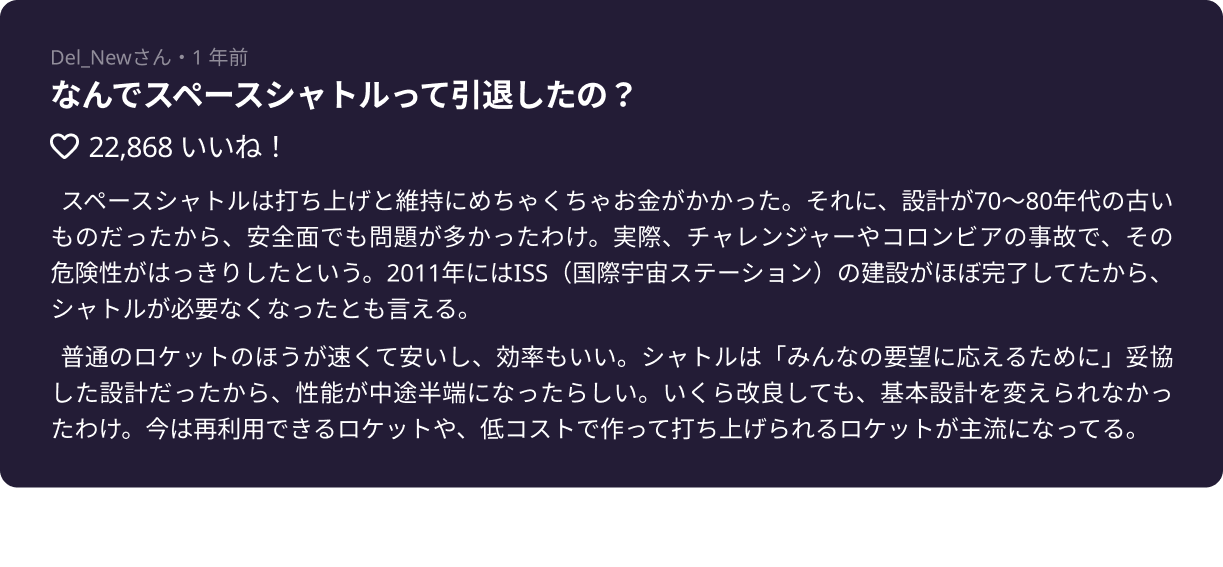 Del_Newさん・1 年前
なんでスペースシャトルって引退したの？
22,868 いいね！
スペースシャトルは打ち上げと維持にめちゃくちゃお金がかかった。それに、設計が70〜80年代の古い
ものだったから、安全面でも問題が多かったわけ。実際、チャレンジャーやコロンビアの事故で、その
危険性がはっきりしたという。2011年にはISS（国際宇宙ステーション）の建設がほぼ完了してたから、
シャトルが必要なくなったとも言える。
普通のロケットのほうが速くて安いし、効率もいい。シャトルは「みんなの要望に応えるために」妥協
した設計だったから、性能が中途半端になったらしい。いくら改良しても、基本設計を変えられなかっ
たわけ。今は再利用できるロケットや、低コストで作って打ち上げられるロケットが主流になってる。